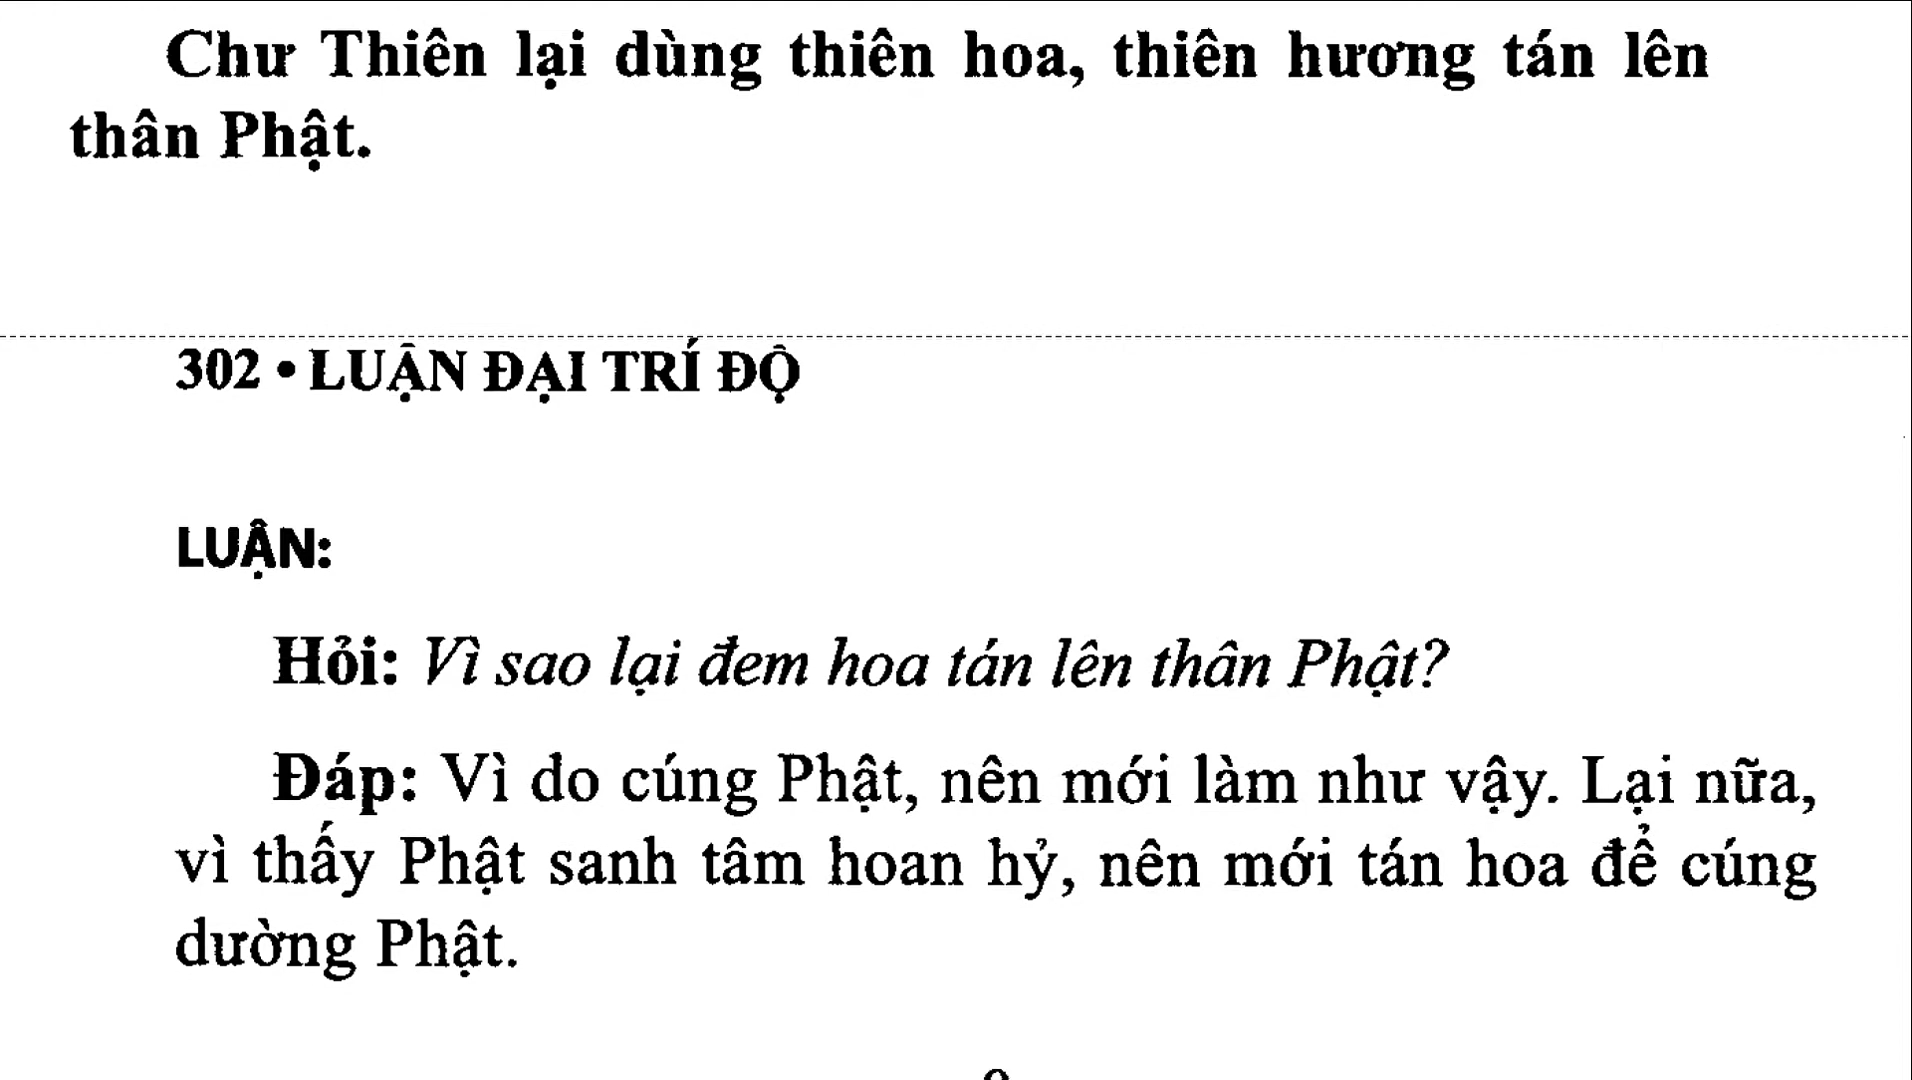 Chư Thiên lại dùng thiên hoa, thiên hương tán lên
thân Phật.
302 • LUẬN ĐẠI TRÍ ĐỘ
LUẬN:
Hỏi: Vì sao lại đem hoa tán lên thân Phật?
Đáp: Vì do cúng Phật, nên mới làm như vậy. Lại nữa,
vì thấy Phật sanh tâm hoan hỷ, nên mới tán hoa để cúng
dường Phật.